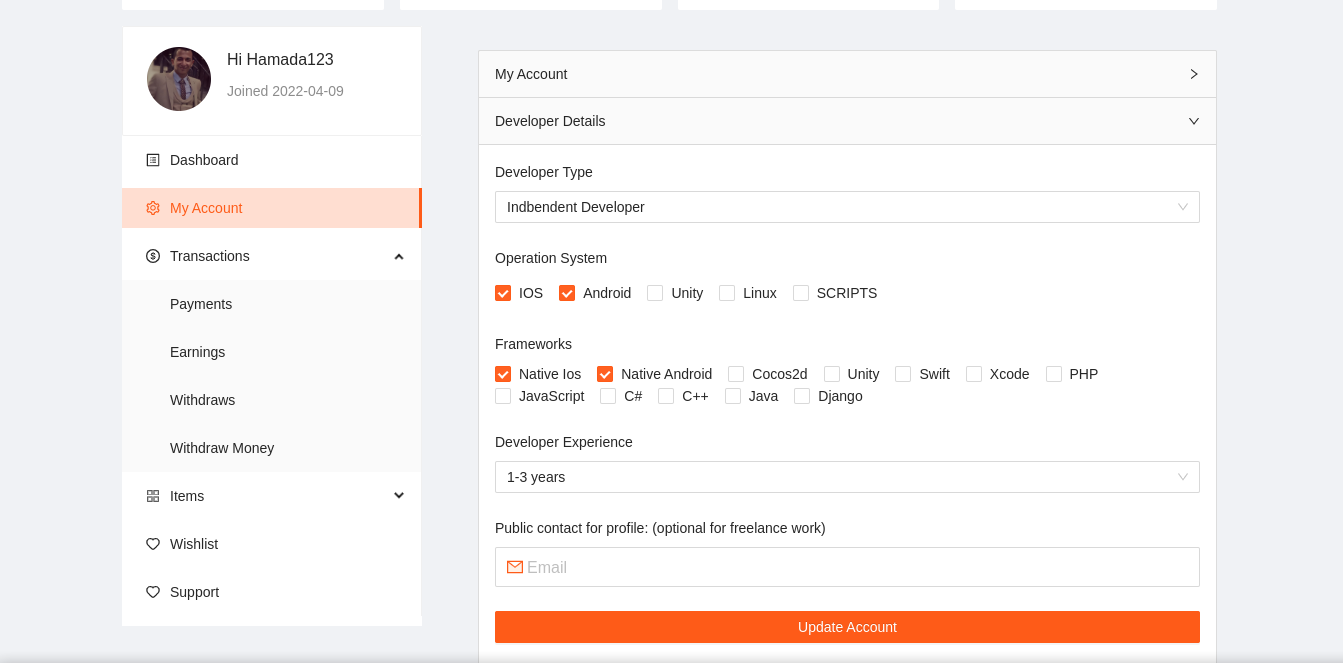 Hi Hamada123
Joined 2022-04-09
Dashboard
My Account
Transactions
Payments
Earnings
Withdraws
Withdraw Money
Items
Wishlist
Support
My Account
Developer Details
Developer Type
Indbendent Developer
Operation System
IOS Android Unity Linux SCRIPTS
Frameworks
Native Ios Native Android Cocos2d Unity Swift Xcode PHP
JavaScript C# C++ Java Django
Developer Experience
1-3 years
Public contact for profile: (optional for freelance work)
Email
Update Account